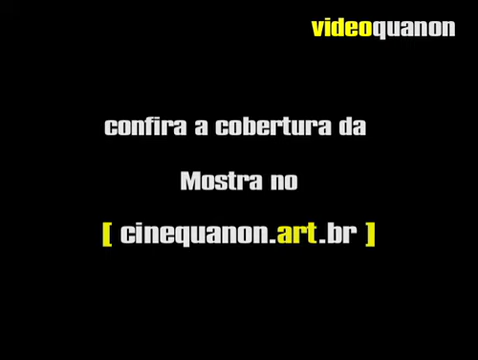 videoquanon
confira a cobertura da
Mostra no
[ cinequanon.art.br ]